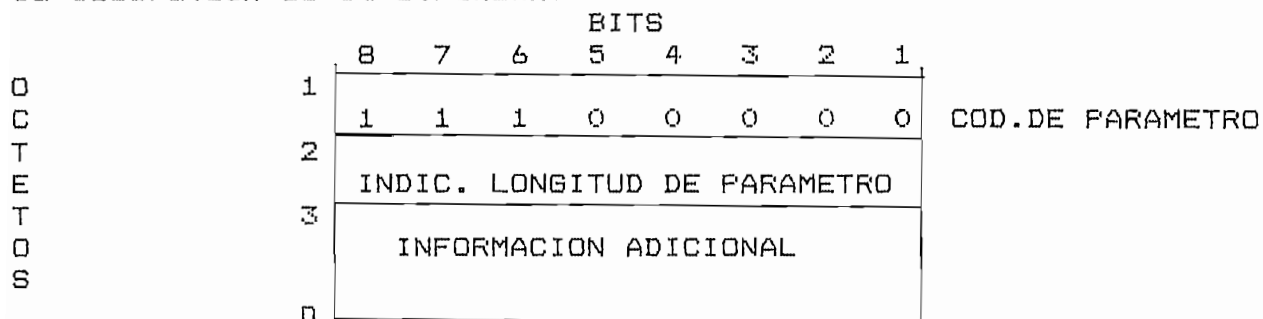 BITS
8 7 6 5 4 3 2 1
O 1
C 1 1 1 0 0 0 0 0 COD.DE PARAMETRO
T 2
E INDIC. LONGITUD DE PARAMETRO
T 3
O INFORMACION ADICIONAL
S
n